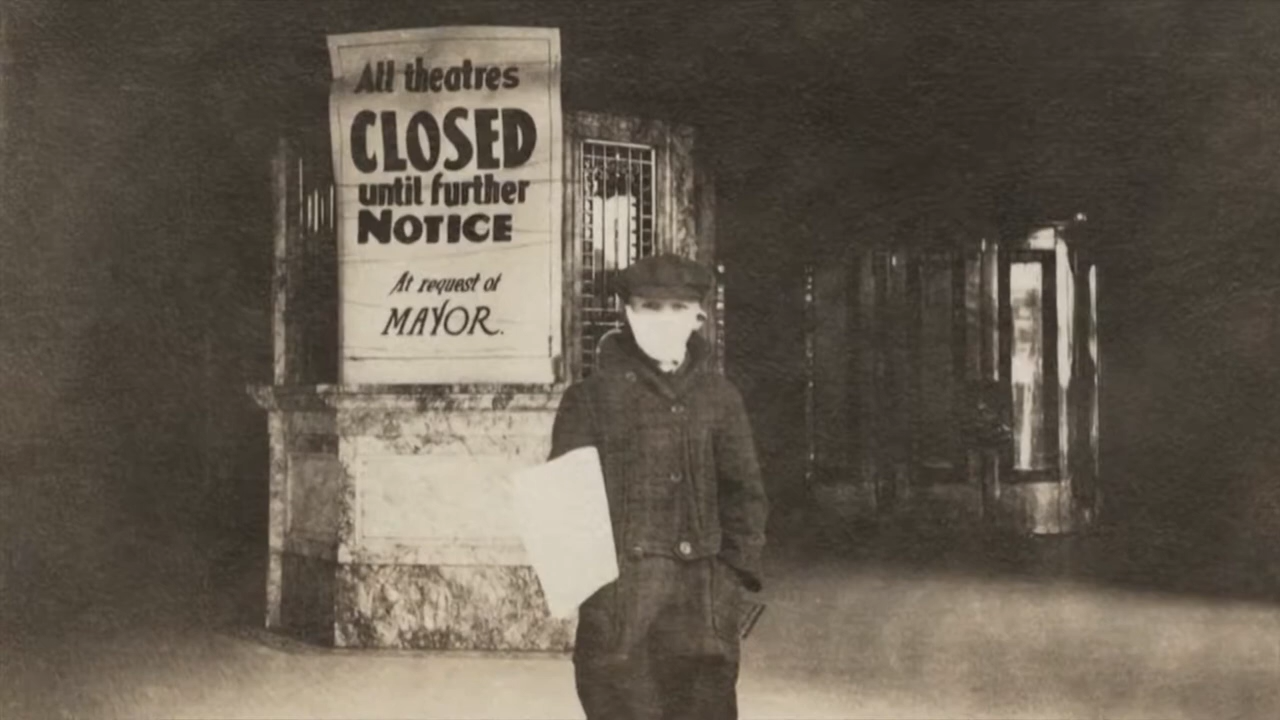 All theatres
CLOSED
until further
NOTICE
At request of
MAYOR.